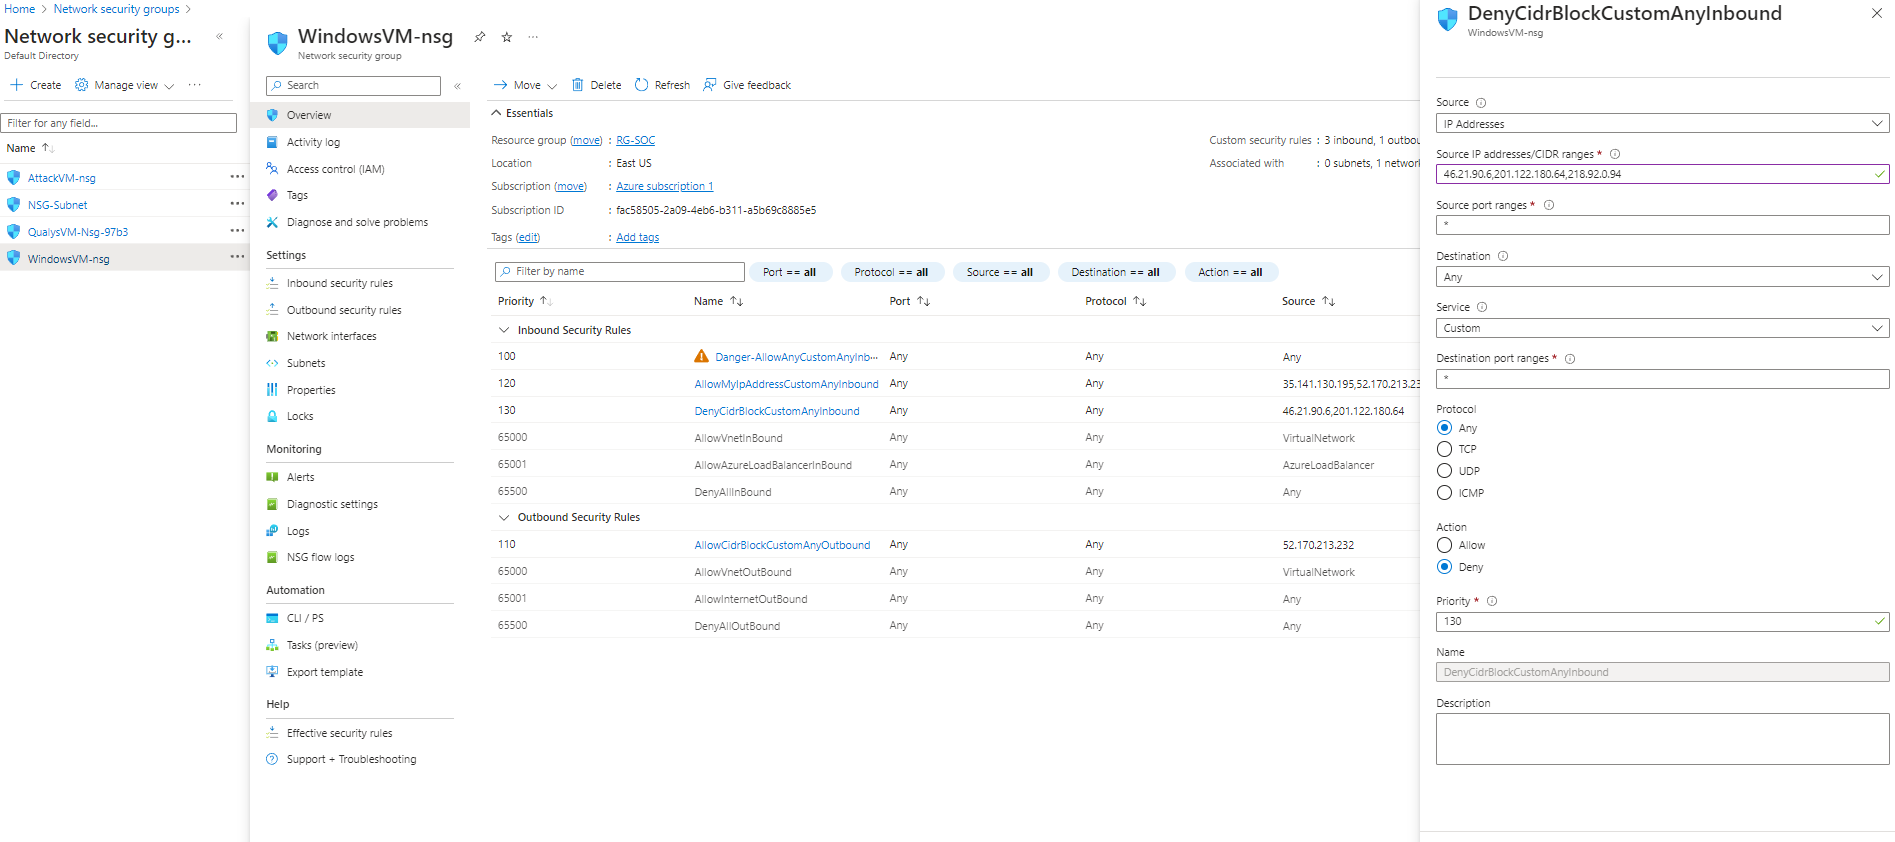 Home > Network security groups >
Network security g... «
Default Directory
Create Manage view ...
Filter for any field...
Name ↑↓
AttackVM-nsg ...
NSG-Subnet ...
QualysVM-Nsg-97b3 ...
WindowsVM-nsg ...
WindowsVM-nsg ...
Network security group
Search «
Overview
Activity log
Access control (IAM)
Tags
Diagnose and solve problems
Settings
Inbound security rules
Outbound security rules
Network interfaces
Subnets
Properties
Locks
Monitoring
Alerts
Diagnostic settings
Logs
NSG flow logs
Automation
CLI / PS
Tasks (preview)
Export template
Help
Effective security rules
Support + Troubleshooting
Move Delete Refresh Give feedback
Essentials
Resource group (move) : RG-SOC
Location : East US
Subscription (move) : Azure subscription 1
Subscription ID : fac58505-2a09-4eb6-b311-a5b69c8885e5
Tags (edit) : Add tags
Custom security rules : 3 inbound, 1 outbou
Associated with : 0 subnets, 1 network
Filter by name Port == all Protocol == all Source == all Destination == all Action == all
Priority ↑↓ Name ↑↓ Port ↑↓ Protocol ↑↓ Source ↑↓
Inbound Security Rules
100 Danger-AllowAnyCustomAnyInb... Any Any Any
120 AllowMyIpAddressCustomAnyInbound Any Any 35.141.130.195,52.170.213.23
130 DenyCidrBlockCustomAnyInbound Any Any 46.21.90.6,201.122.180.64
65000 AllowVnetInBound Any Any VirtualNetwork
65001 AllowAzureLoadBalancerInBound Any Any AzureLoadBalancer
65500 DenyAllInBound Any Any Any
Outbound Security Rules
110 AllowCidrBlockCustomAnyOutbound Any Any 52.170.213.232
65000 AllowVnetOutBound Any Any VirtualNetwork
65001 AllowInternetOutBound Any Any Any
65500 DenyAllOutBound Any Any Any
DenyCidrBlockCustomAnyInbound
WindowsVM-nsg
Source
IP Addresses
Source IP addresses/CIDR ranges *
46.21.90.6,201.122.180.64,218.92.0.94
Source port ranges *
*
Destination
Any
Service
Custom
Destination port ranges *
*
Protocol
Any
TCP
UDP
ICMP
Action
Allow
Deny
Priority *
130
Name
DenyCidrBlockCustomAnyInbound
Description